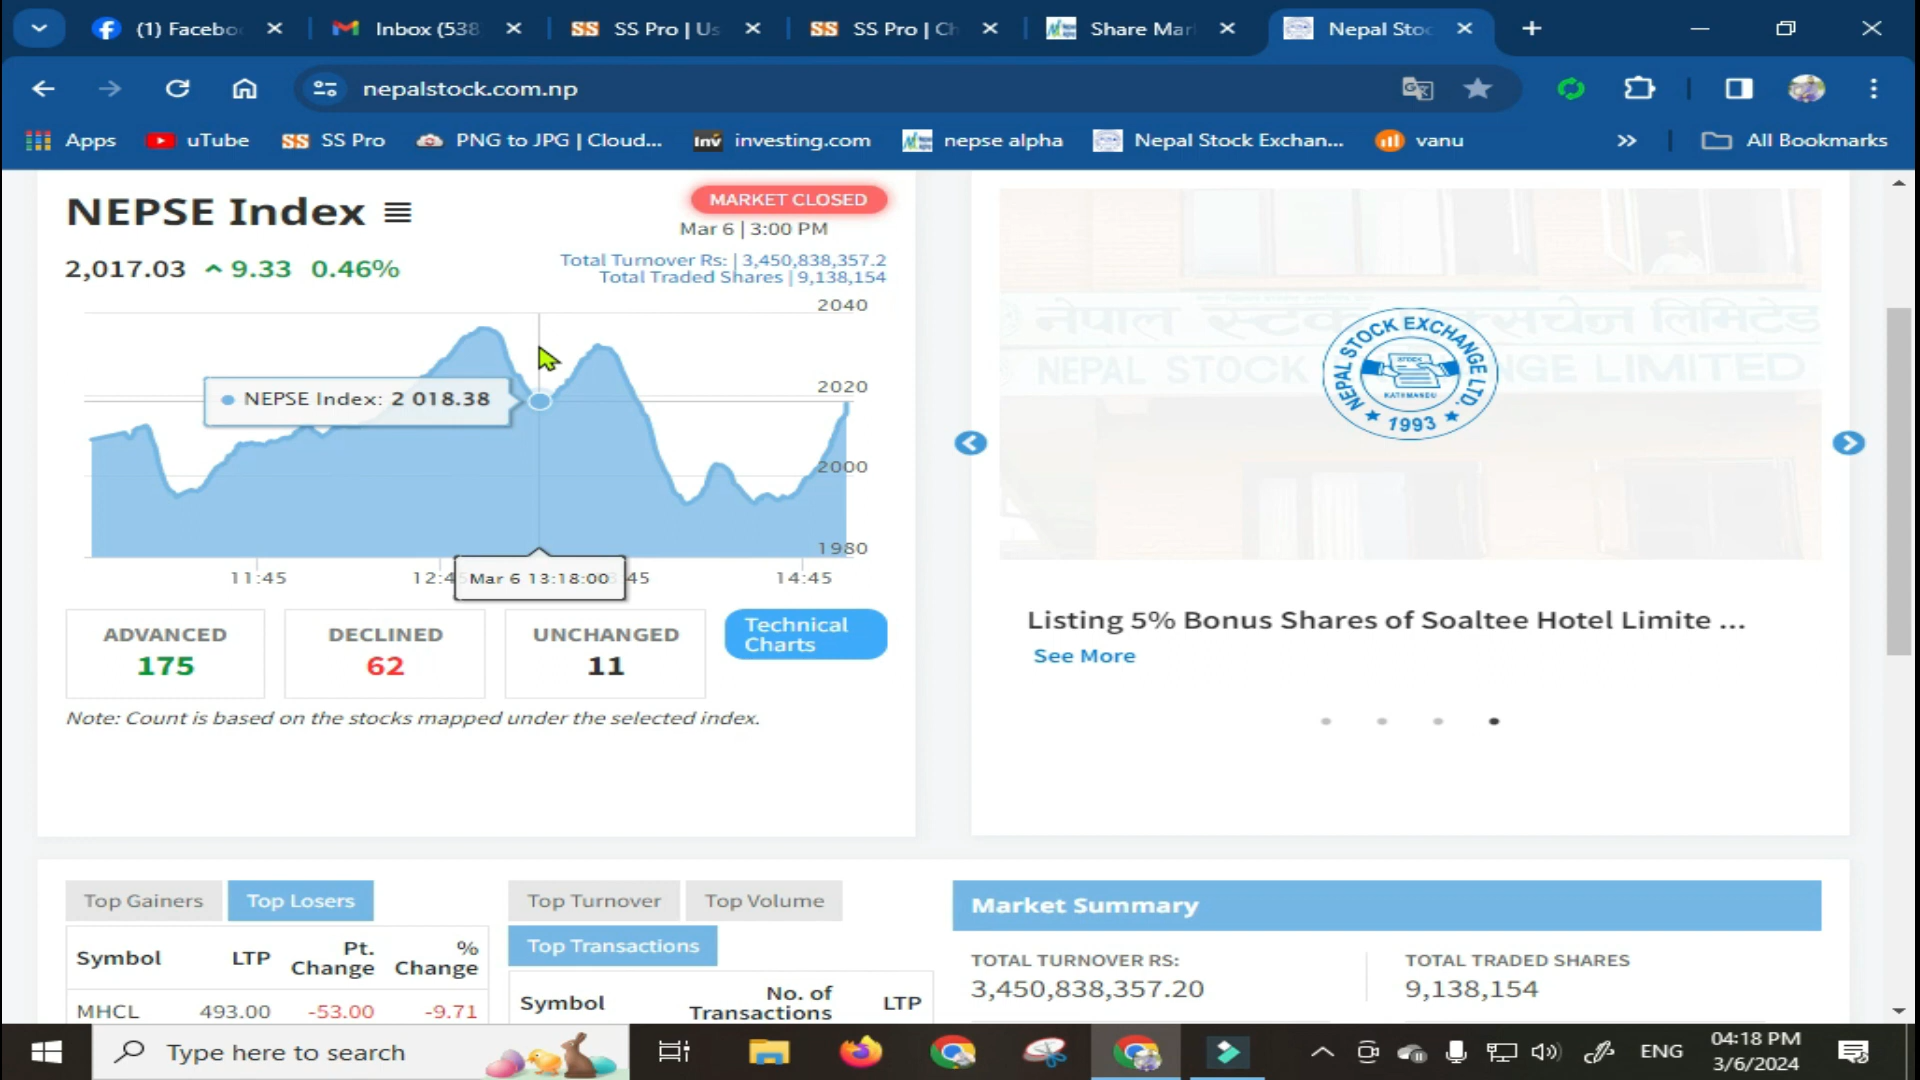 (1) Facebo
Inbox (538
SS SS Pro | Us
SS SS Pro | Ch
Share Mar
Nepal Stoc
nepalstock.com.np
Apps
uTube
SS SS Pro
PNG to JPG | Cloud...
Inv investing.com
nepse alpha
Nepal Stock Exchan...
vanu
»
All Bookmarks
NEPSE Index
MARKET CLOSED
Mar 6 | 3:00 PM
2,017.03 9.33 0.46%
Total Turnover Rs: | 3,450,838,357.2
Total Traded Shares | 9,138,154
2040
2020
2000
1980
NEPSE Index: 2 018.38
11:45
12:4
Mar 6 13:18:00
45
14:45
ADVANCED
175
DECLINED
62
UNCHANGED
11
Technical
Charts
Note: Count is based on the stocks mapped under the selected index.
नेपाल स्टक एक्सचेन्ज लिमिटेड
NEPAL STOCK EXCHANGE LIMITED
NEPAL STOCK EXCHANGE LTD.
STOCK
KATHMANDU
1993
Listing 5% Bonus Shares of Soaltee Hotel Limite ...
See More
Top Gainers
Top Losers
Symbol
LTP
Pt.
Change
%
Change
MHCL
493.00
-53.00
-9.71
Top Turnover
Top Volume
Top Transactions
Symbol
No. of
Transactions
LTP
Market Summary
TOTAL TURNOVER RS:
3,450,838,357.20
TOTAL TRADED SHARES
9,138,154
Type here to search
ENG
04:18 PM
3/6/2024